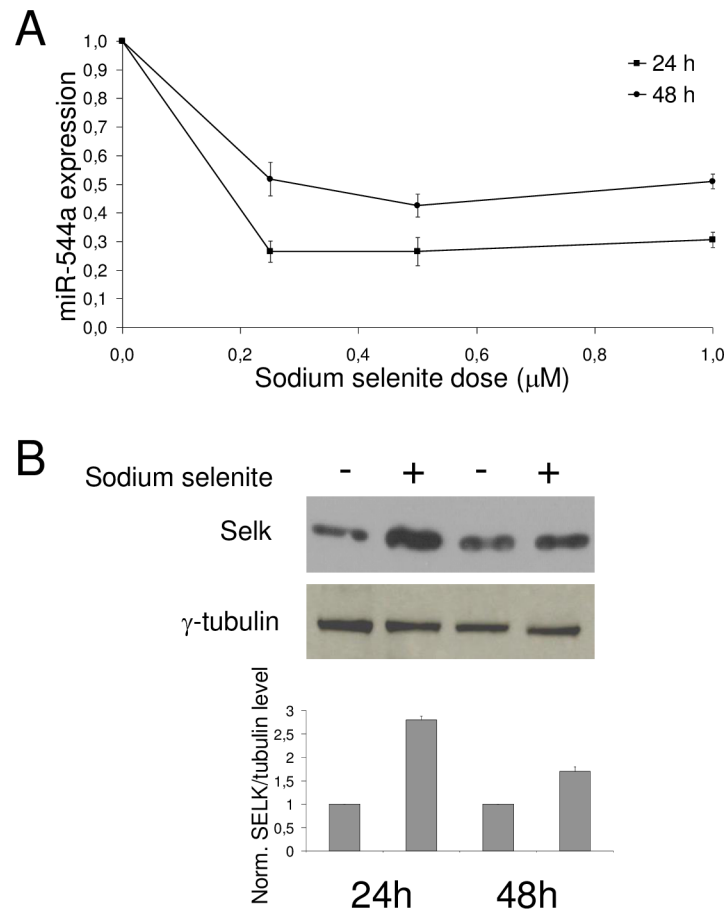 A
miR-544a expression
1,0
0,9
0,8
0,7
0,6
0,5
0,4
0,3
0,2
0,1
0,0
24 h
48 h
0,0 0,2 0,4 0,6 0,8 1,0
Sodium selenite dose (μM)
B
Sodium selenite - + - +
Selk
γ-tubulin
Norm. SELK/tubulin level
3
2,5
2
1,5
1
0,5
0
24h 48h